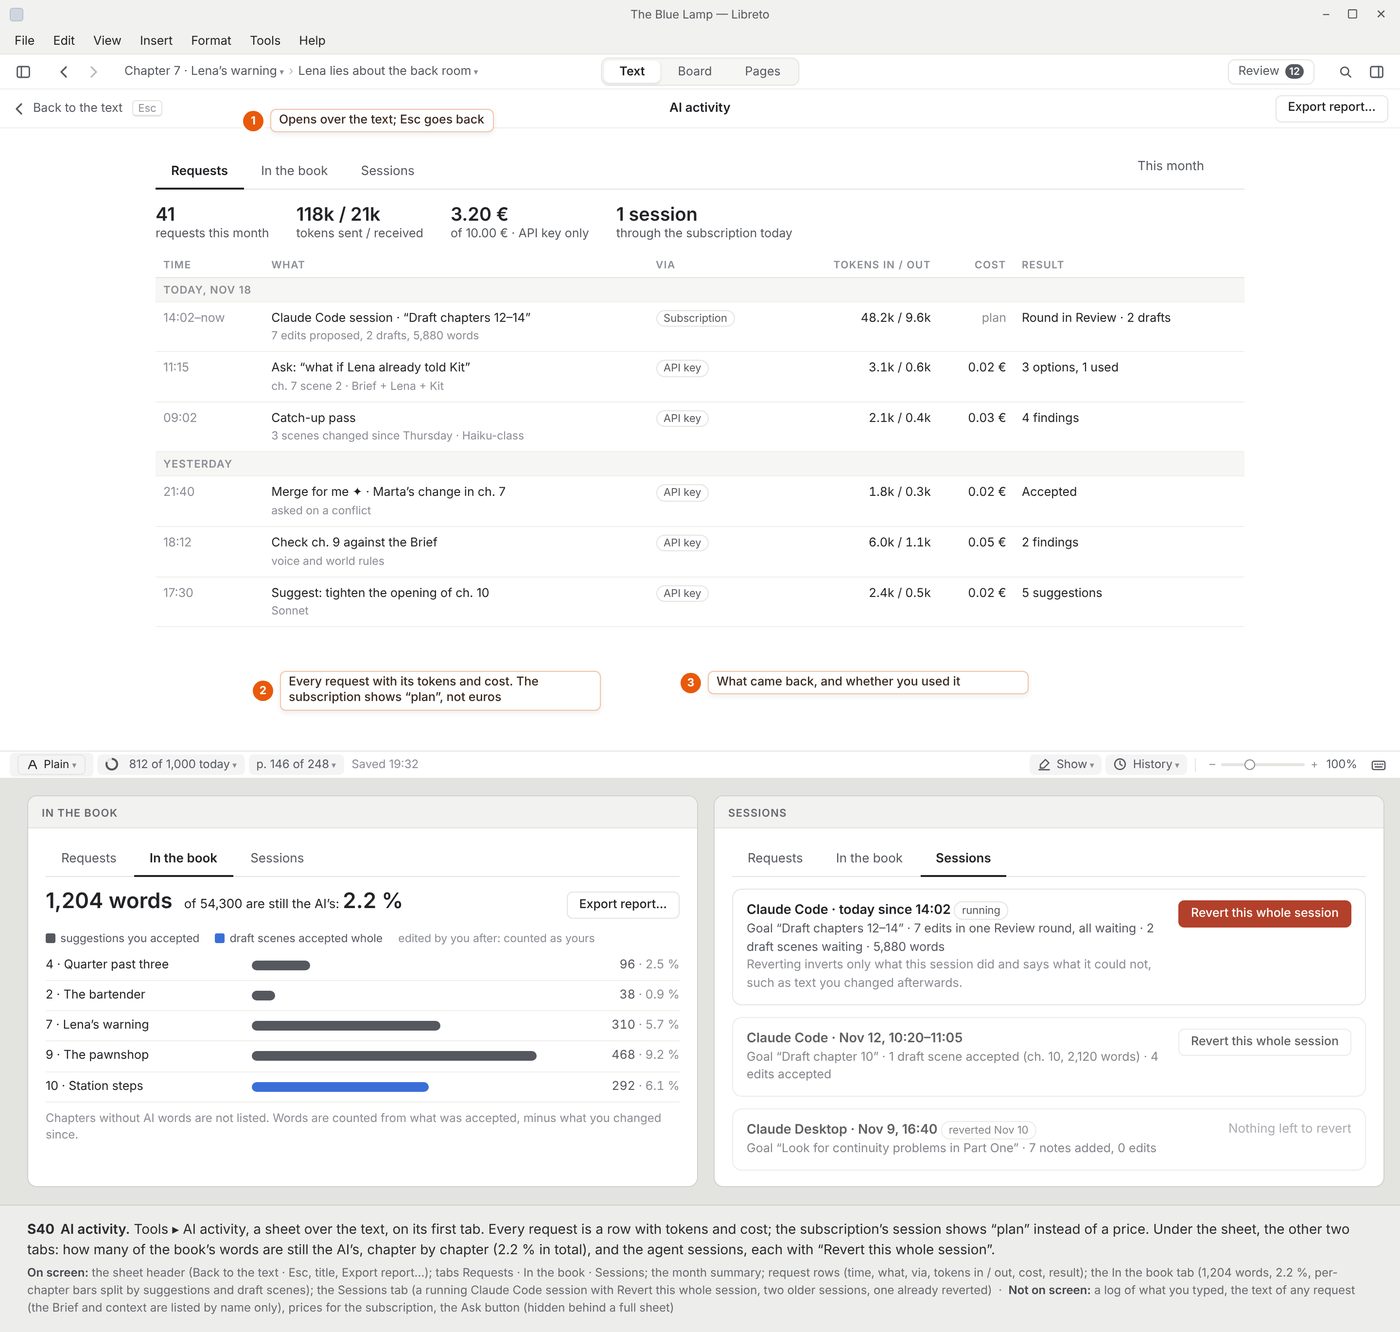 The Blue Lamp — Libreto
File Edit View Insert Format Tools Help
Chapter 7 · Lena’s warning ▾ › Lena lies about the back room ▾
Text Board Pages
Review 12
Back to the text Esc
1 Opens over the text; Esc goes back
AI activity
Export report…
Requests In the book Sessions
This month
41
requests this month
118k / 21k
tokens sent / received
3.20 €
of 10.00 € · API key only
1 session
through the subscription today
TIME WHAT VIA TOKENS IN / OUT COST RESULT
TODAY, NOV 18
14:02–now Claude Code session · “Draft chapters 12–14” Subscription 48.2k / 9.6k plan Round in Review · 2 drafts
7 edits proposed, 2 drafts, 5,880 words
11:15 Ask: “what if Lena already told Kit” API key 3.1k / 0.6k 0.02 € 3 options, 1 used
ch. 7 scene 2 · Brief + Lena + Kit
09:02 Catch-up pass API key 2.1k / 0.4k 0.03 € 4 findings
3 scenes changed since Thursday · Haiku-class
YESTERDAY
21:40 Merge for me ✦ · Marta’s change in ch. 7 API key 1.8k / 0.3k 0.02 € Accepted
asked on a conflict
18:12 Check ch. 9 against the Brief API key 6.0k / 1.1k 0.05 € 2 findings
voice and world rules
17:30 Suggest: tighten the opening of ch. 10 API key 2.4k / 0.5k 0.02 € 5 suggestions
Sonnet
2 Every request with its tokens and cost. The
subscription shows “plan”, not euros
3 What came back, and whether you used it
A Plain ▾ 812 of 1,000 today ▾ p. 146 of 248 ▾ Saved 19:32
Show ▾ History ▾ − + 100%
IN THE BOOK
Requests In the book Sessions
1,204 words of 54,300 are still the AI’s: 2.2 %
Export report…
suggestions you accepted draft scenes accepted whole edited by you after: counted as yours
4 · Quarter past three 96 · 2.5 %
2 · The bartender 38 · 0.9 %
7 · Lena’s warning 310 · 5.7 %
9 · The pawnshop 468 · 9.2 %
10 · Station steps 292 · 6.1 %
Chapters without AI words are not listed. Words are counted from what was accepted, minus what you changed
since.
SESSIONS
Requests In the book Sessions
Claude Code · today since 14:02 running
Revert this whole session
Goal “Draft chapters 12–14” · 7 edits in one Review round, all waiting · 2
draft scenes waiting · 5,880 words
Reverting inverts only what this session did and says what it could not,
such as text you changed afterwards.
Claude Code · Nov 12, 10:20–11:05
Revert this whole session
Goal “Draft chapter 10” · 1 draft scene accepted (ch. 10, 2,120 words) · 4
edits accepted
Claude Desktop · Nov 9, 16:40 reverted Nov 10
Nothing left to revert
Goal “Look for continuity problems in Part One” · 7 notes added, 0 edits
S40 AI activity. Tools ▸ AI activity, a sheet over the text, on its first tab. Every request is a row with tokens and cost; the subscription’s session shows “plan” instead of a price. Under the sheet, the other two
tabs: how many of the book’s words are still the AI’s, chapter by chapter (2.2 % in total), and the agent sessions, each with “Revert this whole session”.
On screen: the sheet header (Back to the text · Esc, title, Export report…); tabs Requests · In the book · Sessions; the month summary; request rows (time, what, via, tokens in / out, cost, result); the In the book tab (1,204 words, 2.2 %, per-
chapter bars split by suggestions and draft scenes); the Sessions tab (a running Claude Code session with Revert this whole session, two older sessions, one already reverted) · Not on screen: a log of what you typed, the text of any request
(the Brief and context are listed by name only), prices for the subscription, the Ask button (hidden behind a full sheet)